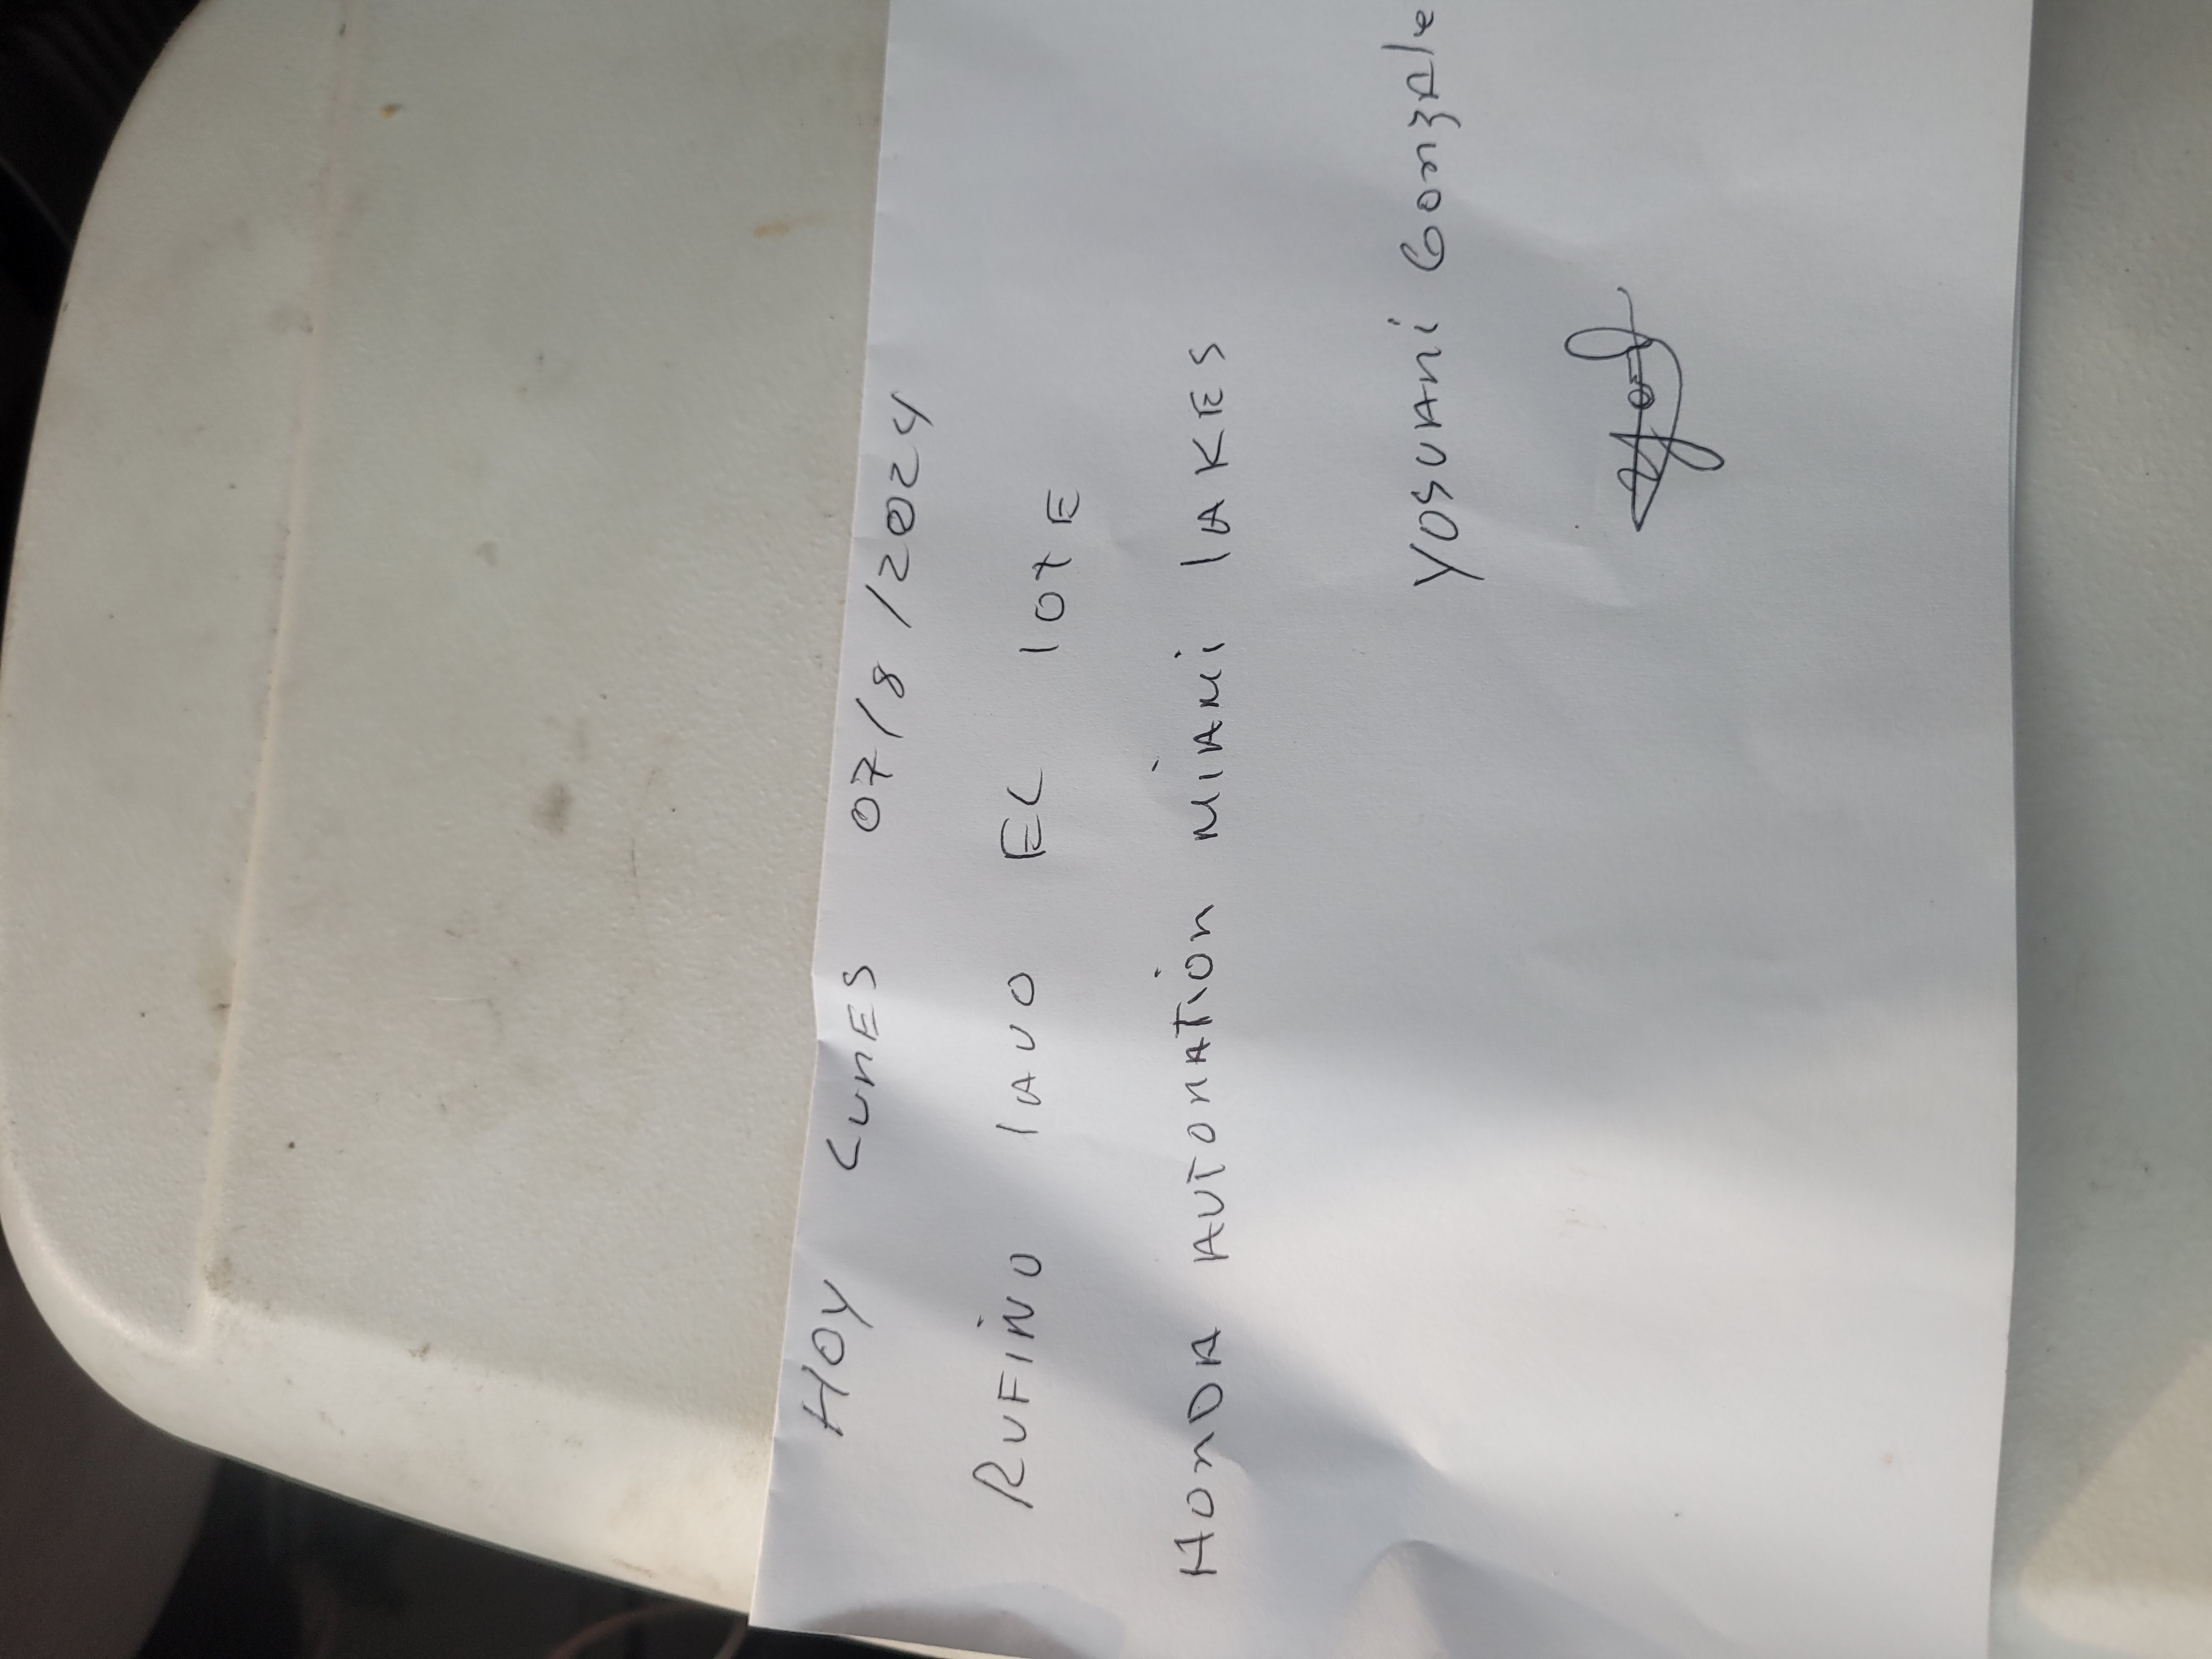 HOY LUnES 07/8/2024
RUFINO lAVO EL lOtE
HonDA AUTOnATion MiAMi lAKES
YOSVAni Gonzale